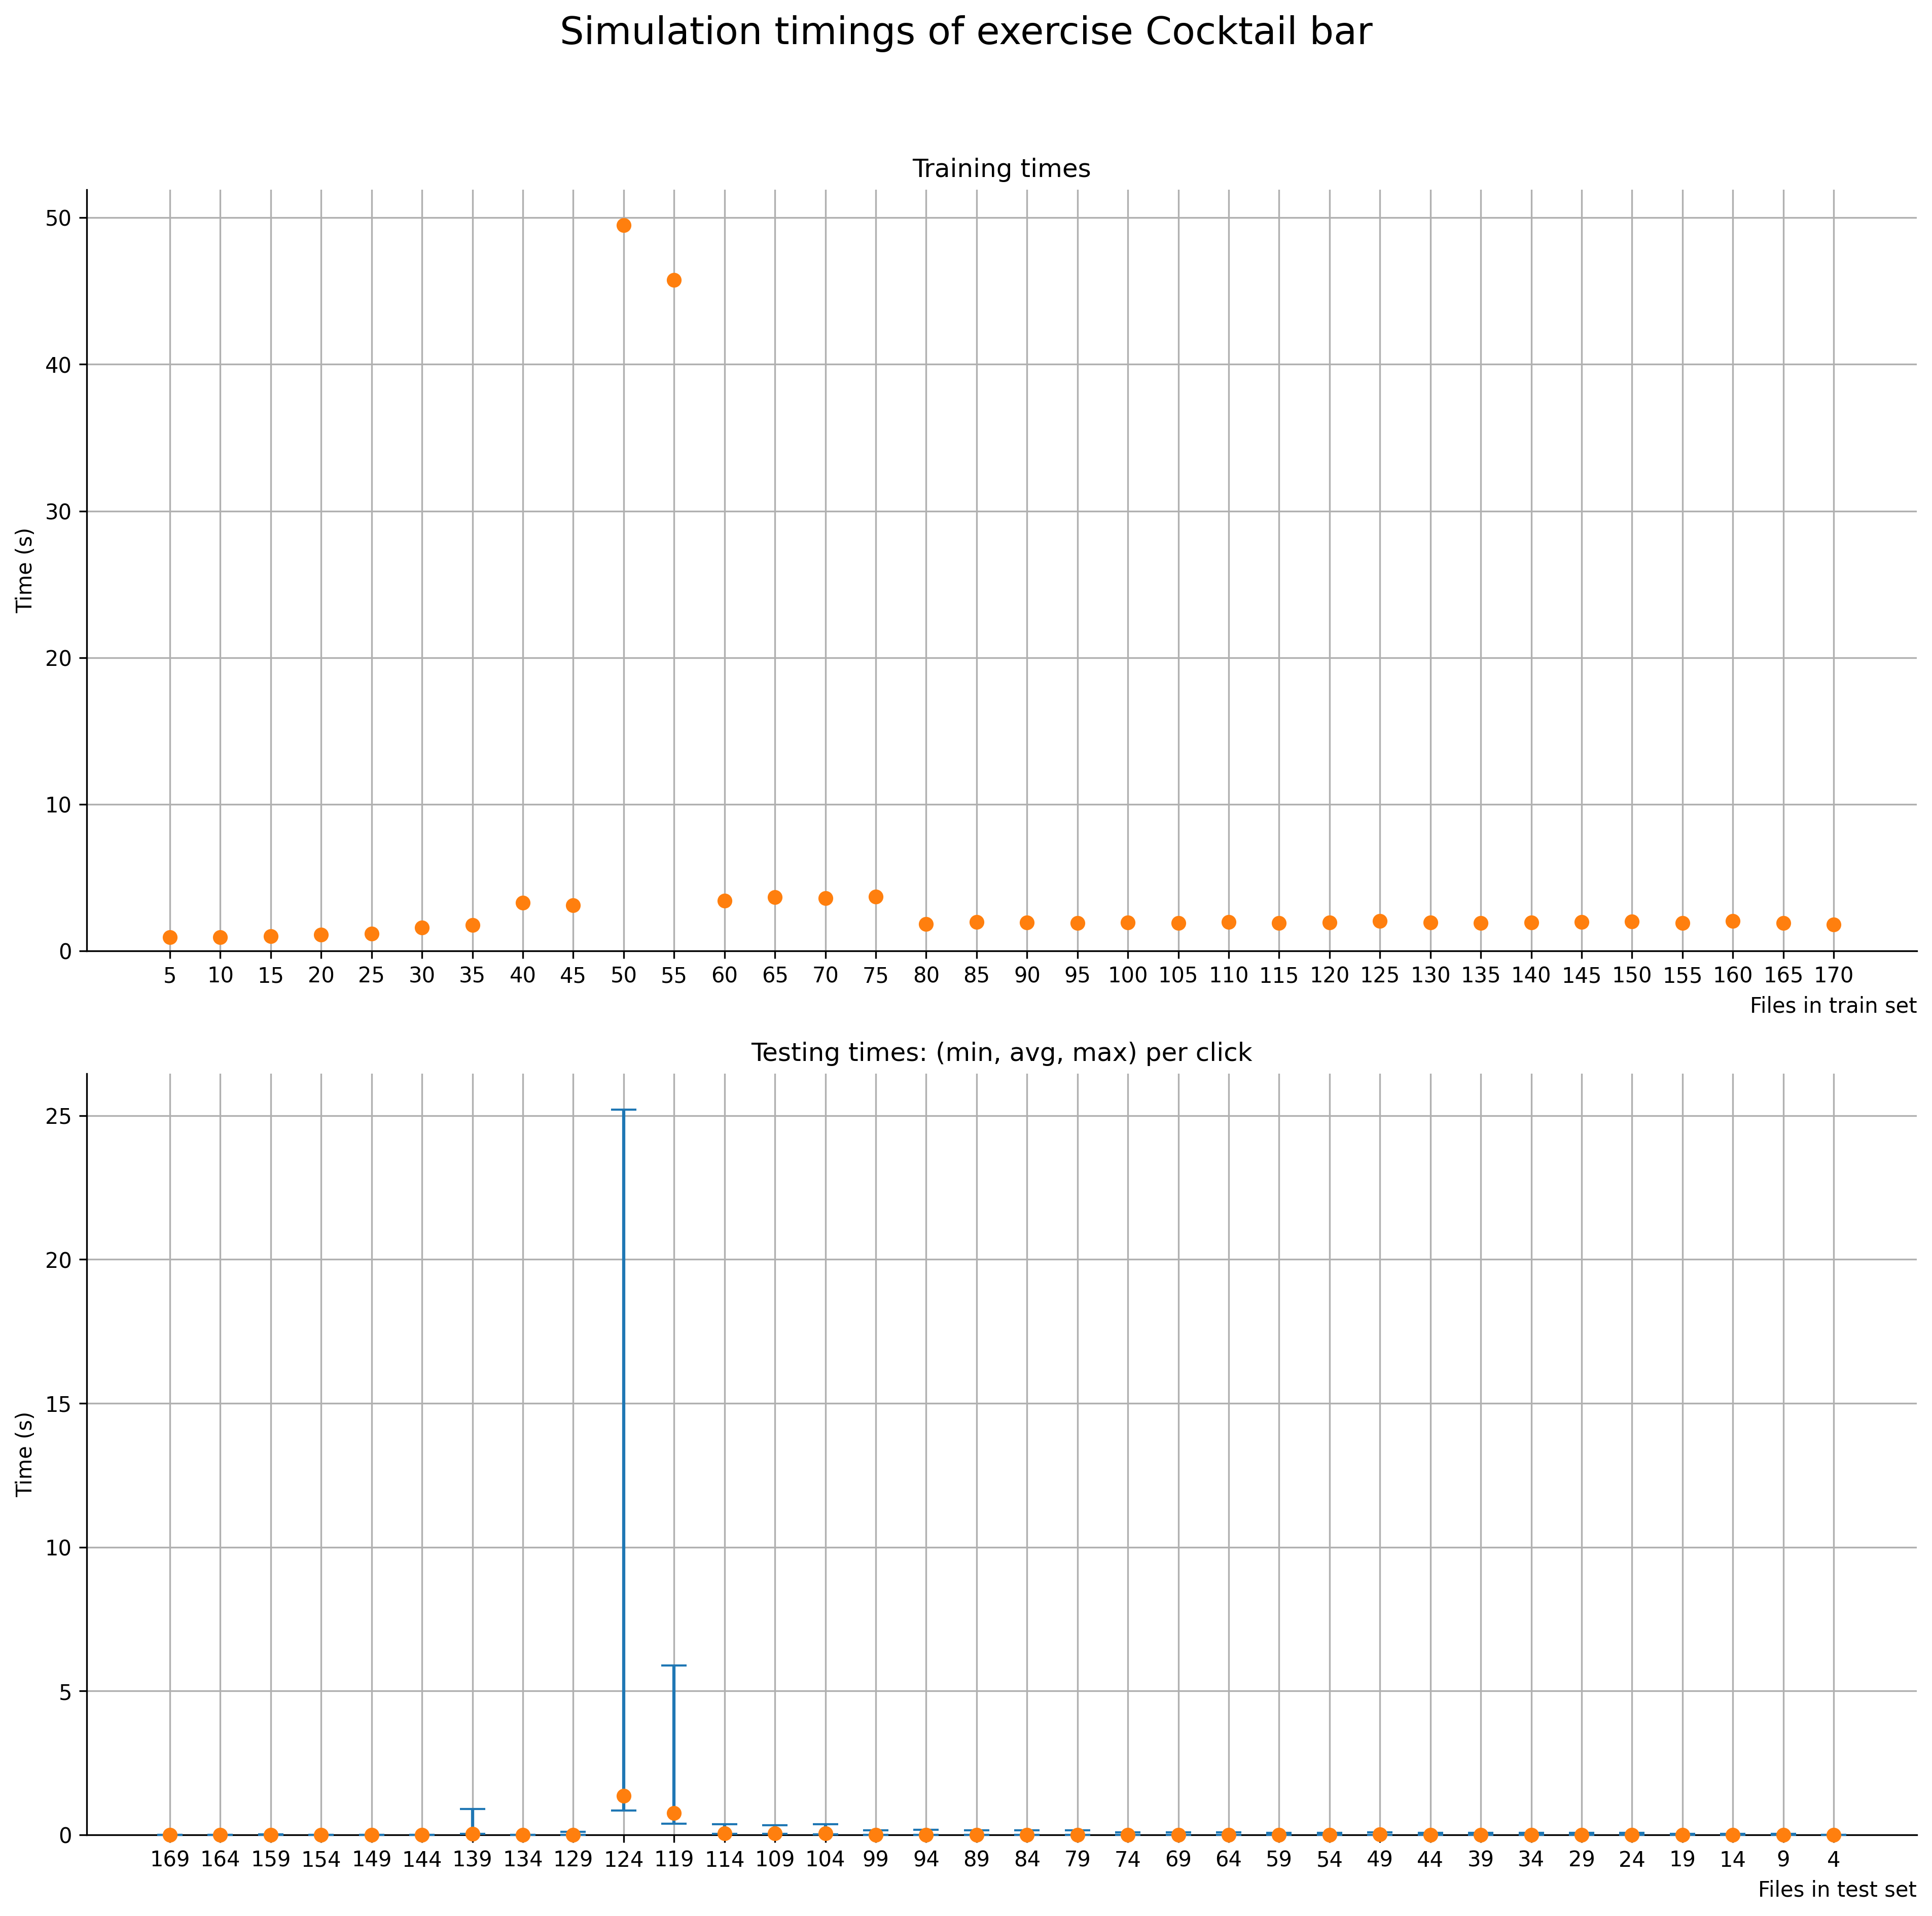 Simulation timings of exercise Cocktail bar
Training times
50
40
30
20
10
0
Time (s)
5 10 15 20 25 30 35 40 45 50 55 60 65 70 75 80 85 90 95 100 105 110 115 120 125 130 135 140 145 150 155 160 165 170
Files in train set
Testing times: (min, avg, max) per click
25
20
15
10
5
0
Time (s)
169 164 159 154 149 144 139 134 129 124 119 114 109 104 99 94 89 84 79 74 69 64 59 54 49 44 39 34 29 24 19 14 9 4
Files in test set